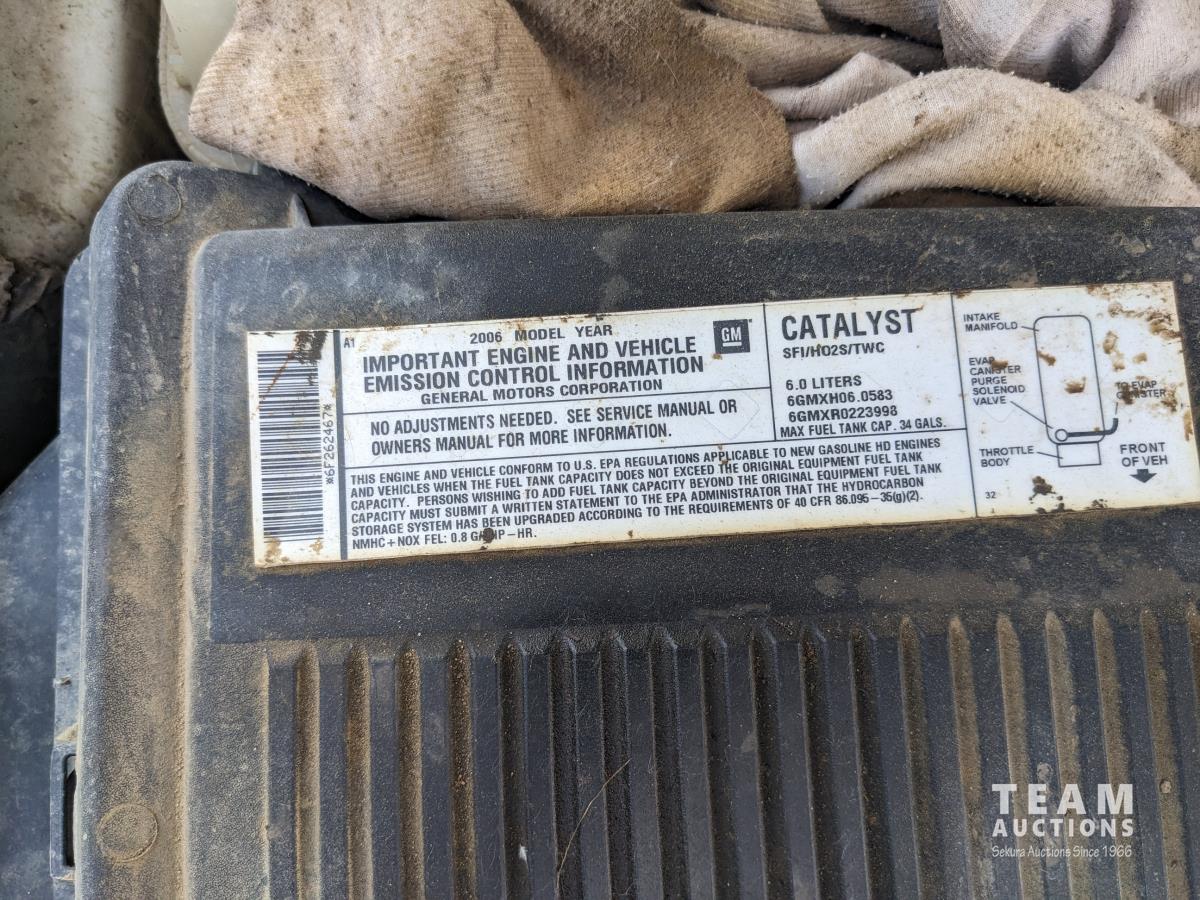 *6F262467*
A1
2006 MODEL YEAR
IMPORTANT ENGINE AND VEHICLE
EMISSION CONTROL INFORMATION
GENERAL MOTORS CORPORATION
GM
NO ADJUSTMENTS NEEDED. SEE SERVICE MANUAL OR
OWNERS MANUAL FOR MORE INFORMATION.
CATALYST
SFI/HO2S/TWC
6.0 LITERS
6GMXH06.0583
6GMXR0223998
MAX FUEL TANK CAP. 34 GALS.
THIS ENGINE AND VEHICLE CONFORM TO U.S. EPA REGULATIONS APPLICABLE TO NEW GASOLINE HD ENGINES
AND VEHICLES WHEN THE FUEL TANK CAPACITY DOES NOT EXCEED THE ORIGINAL EQUIPMENT FUEL TANK
CAPACITY. PERSONS WISHING TO ADD FUEL TANK CAPACITY BEYOND THE ORIGINAL EQUIPMENT FUEL TANK
CAPACITY MUST SUBMIT A WRITTEN STATEMENT TO THE EPA ADMINISTRATOR THAT THE HYDROCARBON
STORAGE SYSTEM HAS BEEN UPGRADED ACCORDING TO THE REQUIREMENTS OF 40 CFR 86.095-35(g)(2).
NMHC+NOX FEL: 0.8 -HR.
INTAKE
MANIFOLD
EVAP
CANISTER
PURGE
SOLENOID
VALVE
TO EVAP
CANISTER
THROTTLE
BODY
FRONT
OF VEH
32
TEAM
AUCTIONS
Sekura Auctions Since 1966